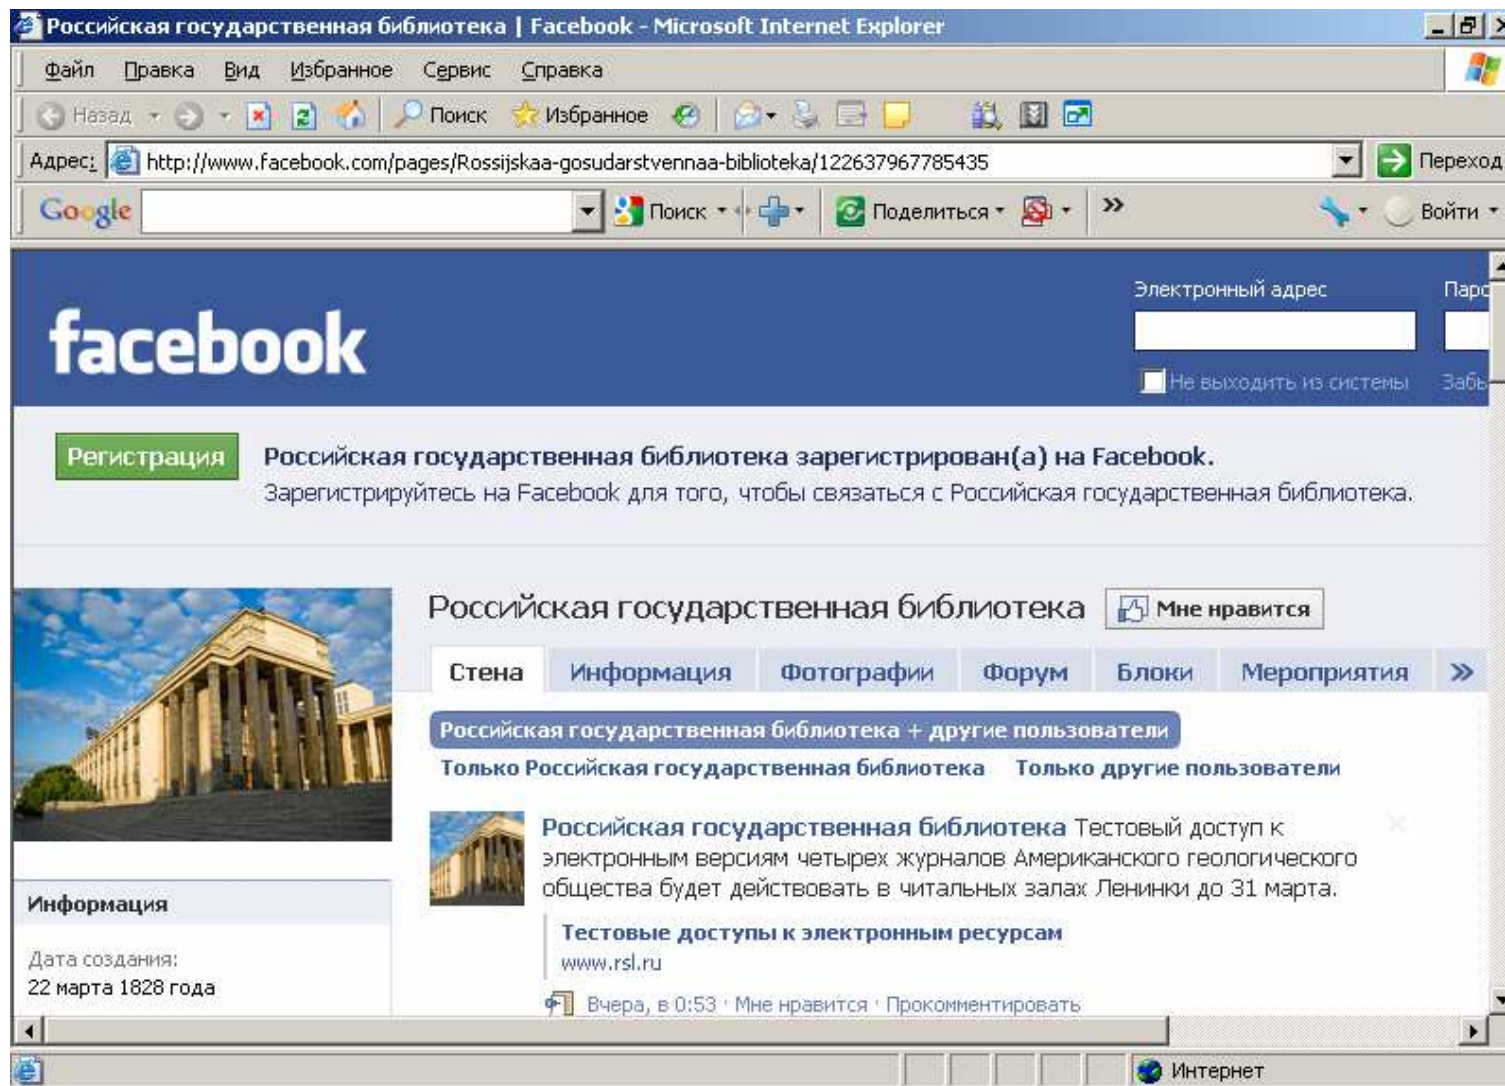 Российская государственная библиотека | Facebook - Microsoft Internet Explorer
Файл Правка Вид Избранное Сервис Справка
Назад Поиск Избранное
Адрес: http://www.facebook.com/pages/Rossijskaa-gosudarstvennaa-biblioteka/122637967785435 Переход
Google Поиск Поделиться » Войти
Электронный адрес Паро
facebook
Не выходить из системы Забы
Регистрация Российская государственная библиотека зарегистрирован(а) на Facebook.
Зарегистрируйтесь на Facebook для того, чтобы связаться с Российская государственная библиотека.
Российская государственная библиотека Мне нравится
Стена Информация Фотографии Форум Блоки Мероприятия »
Российская государственная библиотека + другие пользователи
Только Российская государственная библиотека Только другие пользователи
Российская государственная библиотека Тестовый доступ к
электронным версиям четырех журналов Американского геологического
общества будет действовать в читальных залах Ленинки до 31 марта.
Тестовые доступы к электронным ресурсам
www.rsl.ru
Вчера, в 0:53 · Мне нравится · Прокомментировать
Информация
Дата создания:
22 марта 1828 года
Интернет